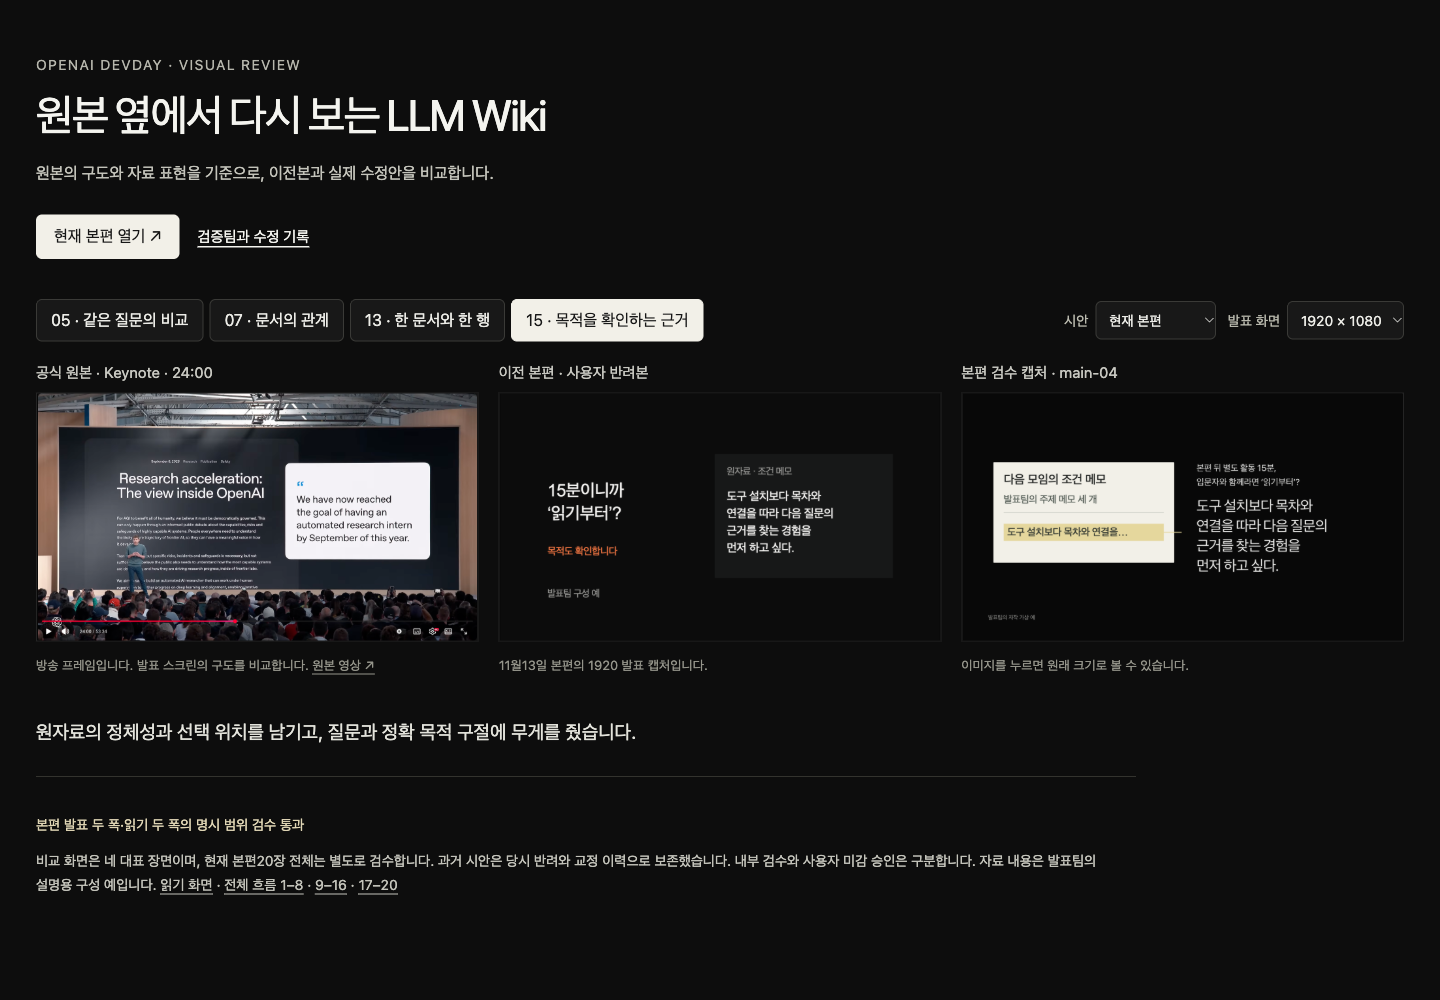 OPENAI DEVDAY · VISUAL REVIEW
원본 옆에서 다시 보는 LLM Wiki
원본의 구도와 자료 표현을 기준으로, 이전본과 실제 수정안을 비교합니다.
현재 본편 열기 ↗
검증팀과 수정 기록
05 · 같은 질문의 비교
07 · 문서의 관계
13 · 한 문서와 한 행
15 · 목적을 확인하는 근거
시안
현재 본편
발표 화면
1920 × 1080
공식 원본 · Keynote · 24:00
Research acceleration:
The view inside OpenAI
“
We have now reached
the goal of having an
automated research intern
by September of this year.
방송 프레임입니다. 발표 스크린의 구도를 비교합니다. 원본 영상 ↗
이전 본편 · 사용자 반려본
15분이니까
‘읽기부터’?
목적도 확인합니다
발표팀 구성 예
원자료 · 조건 메모
도구 설치보다 목차와
연결을 따라 다음 질문의
근거를 찾는 경험을
먼저 하고 싶다.
11월13일 본편의 1920 발표 캡처입니다.
본편 검수 캡처 · main-04
다음 모임의 조건 메모
발표팀의 주제 메모 세 개
도구 설치보다 목차와 연결을…
본편 뒤 별도 활동 15분,
입문자와 함께라면 ‘읽기부터’?
도구 설치보다 목차와
연결을 따라 다음 질문의
근거를 찾는 경험을
먼저 하고 싶다.
이미지를 누르면 원래 크기로 볼 수 있습니다.
원자료의 정체성과 선택 위치를 남기고, 질문과 정확 목적 구절에 무게를 줬습니다.
본편 발표 두 폭·읽기 두 폭의 명시 범위 검수 통과
비교 화면은 네 대표 장면이며, 현재 본편20장 전체는 별도로 검수합니다. 과거 시안은 당시 반려와 교정 이력으로 보존했습니다. 내부 검수와 사용자 미감 승인은 구분합니다. 자료 내용은 발표팀의
설명용 구성 예입니다. 읽기 화면 · 전체 흐름 1–8 · 9–16 · 17–20